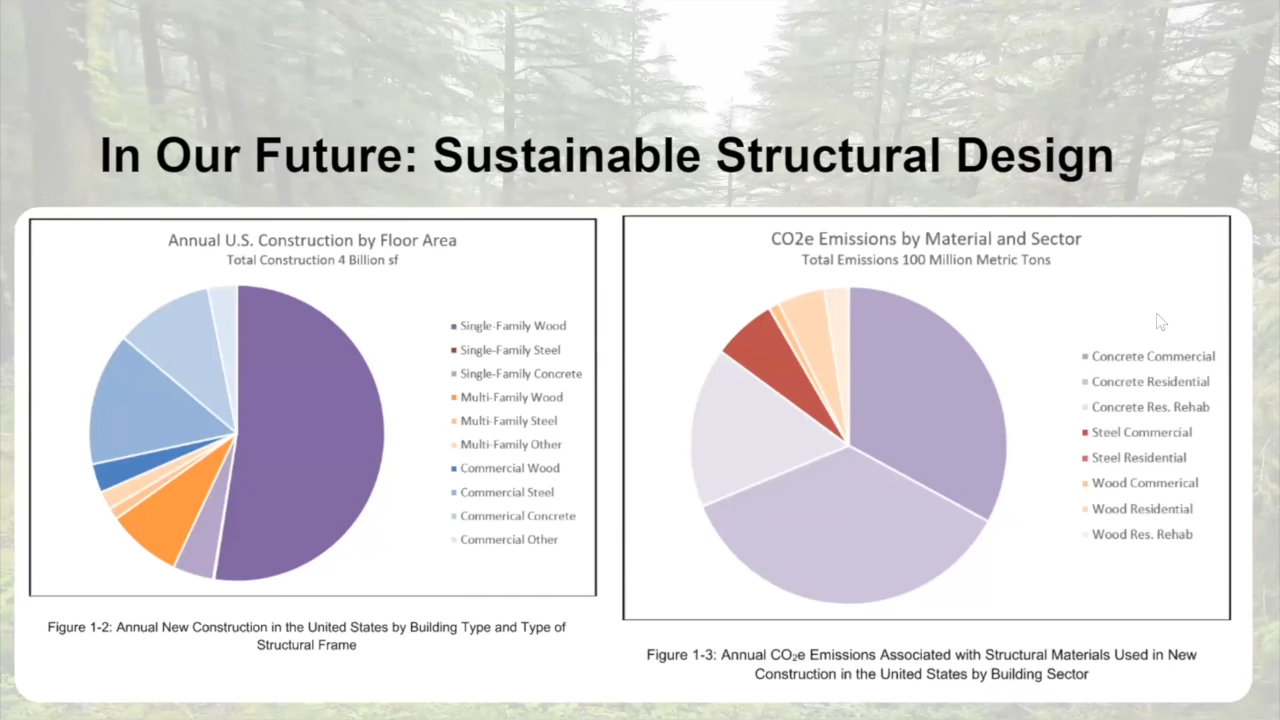 In Our Future: Sustainable Structural Design
Annual U.S. Construction by Floor Area
Total Construction 4 Billion sf
Single-Family Wood
Single-Family Steel
Single-Family Concrete
Multi-Family Wood
Multi-Family Steel
Multi-Family Other
Commercial Wood
Commercial Steel
Commerical Concrete
Commercial Other
Figure 1-2: Annual New Construction in the United States by Building Type and Type of
Structural Frame
CO2e Emissions by Material and Sector
Total Emissions 100 Million Metric Tons
Concrete Commercial
Concrete Residential
Concrete Res. Rehab
Steel Commercial
Steel Residential
Wood Commerical
Wood Residential
Wood Res. Rehab
Figure 1-3: Annual CO₂e Emissions Associated with Structural Materials Used in New
Construction in the United States by Building Sector